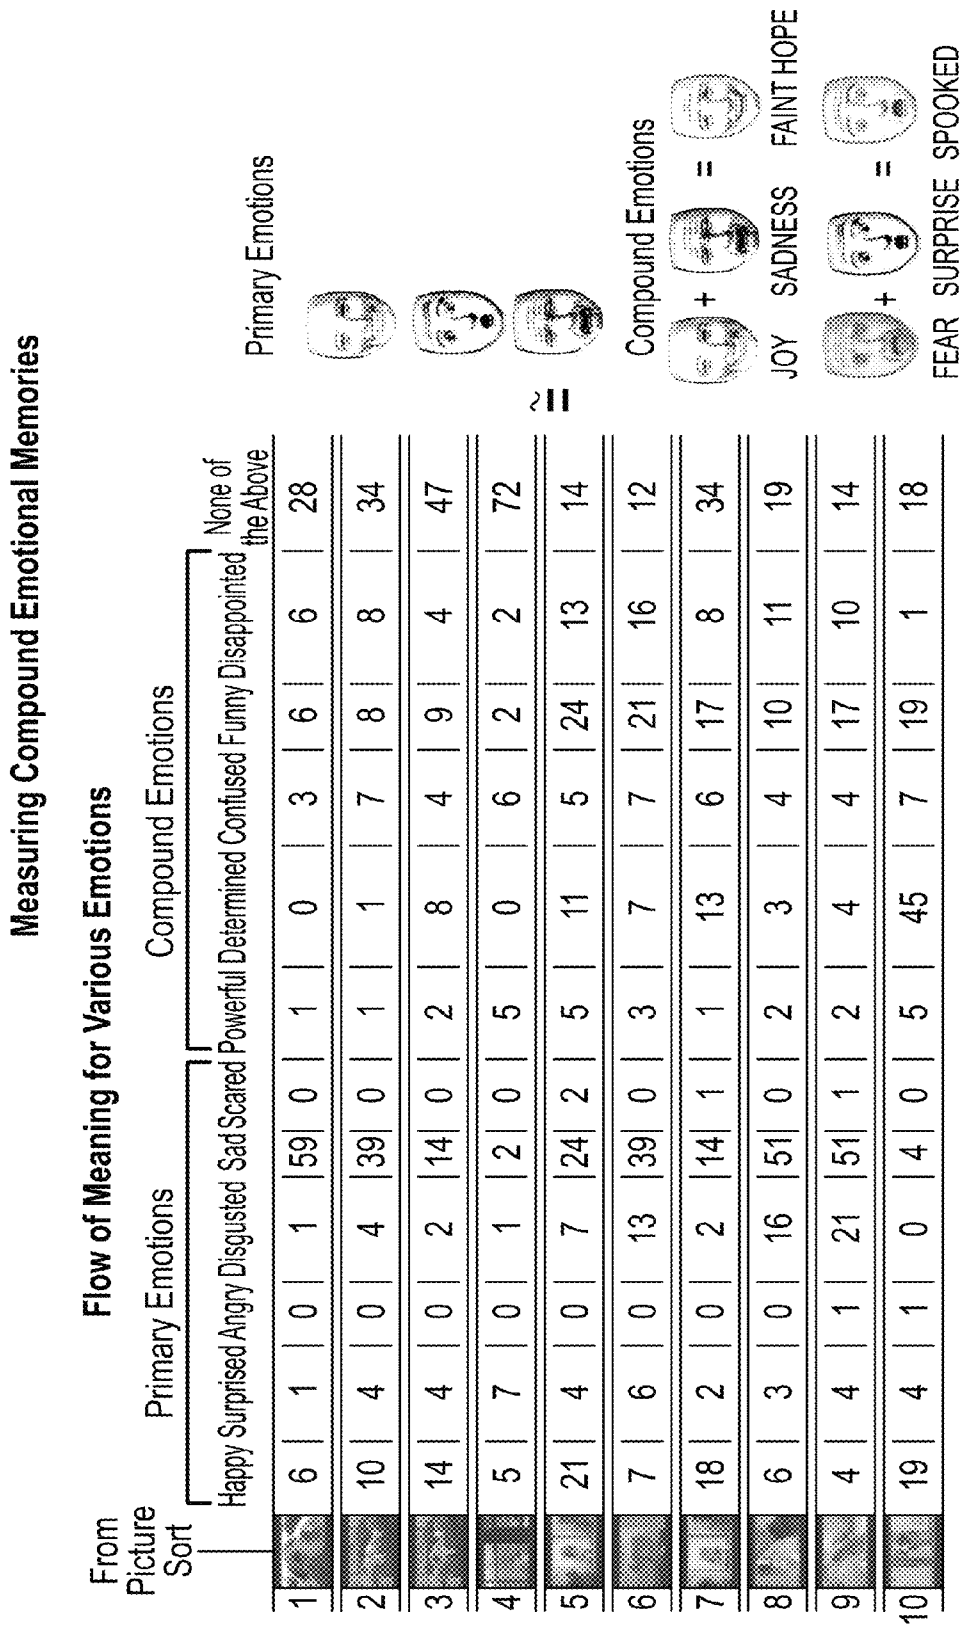 Measuring Compound Emotional Memories
Flow of Meaning for Various Emotions
From
Picture
Sort
Primary Emotions
Compound Emotions
Happy Surprised Angry Disgusted Sad Scared Powerful Determined Confused Funny Disappointed
None of
the Above
1 6 1 0 1 59 0 1 0 3 6 6 28
2 10 4 0 4 39 0 1 1 7 8 8 34
3 14 4 0 2 14 0 2 8 4 9 4 47
4 5 7 0 1 2 0 5 0 6 2 2 72
5 21 4 0 7 24 2 5 11 5 24 13 14
6 7 6 0 13 39 0 3 7 7 21 16 12
7 18 2 0 2 14 1 1 13 6 17 8 34
8 6 3 0 16 51 0 2 3 4 10 11 19
9 4 4 1 21 51 1 2 4 4 17 10 14
10 19 4 1 0 4 0 5 45 7 19 1 18
≅
Primary Emotions
Compound Emotions
+ =
JOY SADNESS FAINT HOPE
+ =
FEAR SURPRISE SPOOKED